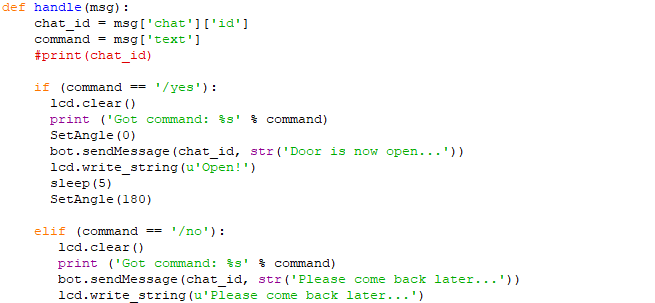 def handle(msg):
    chat_id = msg['chat']['id']
    command = msg['text']
    #print(chat_id)

    if (command == '/yes'):
      lcd.clear()
      print ('Got command: %s' % command)
      SetAngle(0)
      bot.sendMessage(chat_id, str('Door is now open...'))
      lcd.write_string(u'Open!')
      sleep(5)
      SetAngle(180)

    elif (command == '/no'):
       lcd.clear()
       print ('Got command: %s' % command)
       bot.sendMessage(chat_id, str('Please come back later...'))
       lcd.write_string(u'Please come back later...')